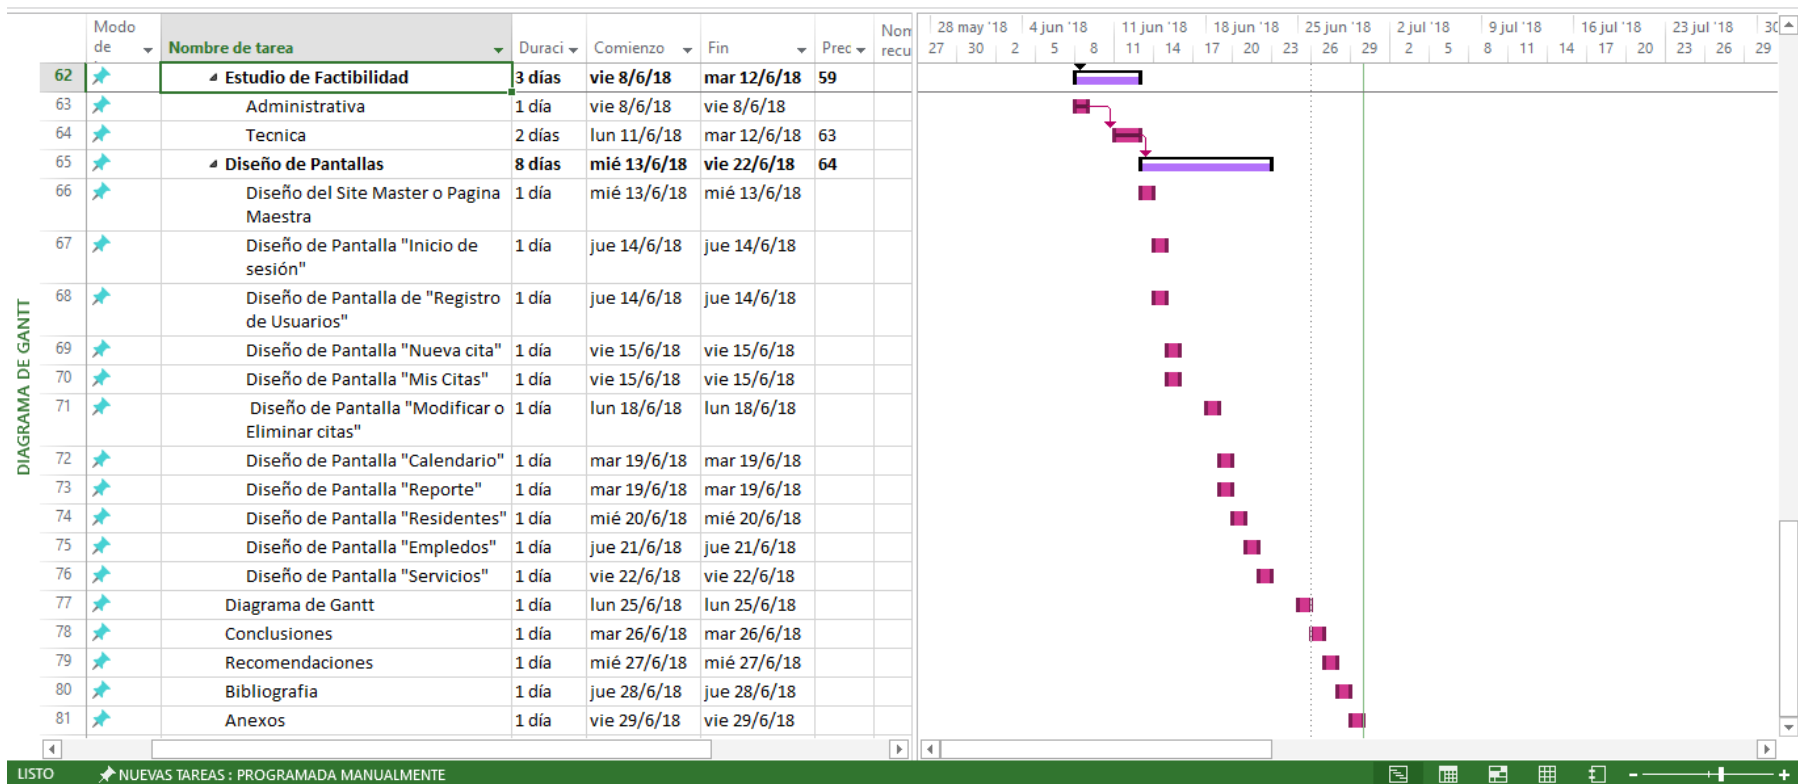 Modo de
Nombre de tarea
Duraci
Comienzo
Fin
Prec
Nom
recu
28 may '18 4 jun '18 11 jun '18 18 jun '18 25 jun '18 2 jul '18 9 jul '18 16 jul '18 23 jul '18 30
27 30 2 5 8 11 14 17 20 23 26 29 2 5 8 11 14 17 20 23 26 29
62 Estudio de Factibilidad 3 días vie 8/6/18 mar 12/6/18 59
63 Administrativa 1 día vie 8/6/18 vie 8/6/18
64 Tecnica 2 días lun 11/6/18 mar 12/6/18 63
65 Diseño de Pantallas 8 días mié 13/6/18 vie 22/6/18 64
66 Diseño del Site Master o Pagina 1 día mié 13/6/18 mié 13/6/18
Maestra
67 Diseño de Pantalla "Inicio de 1 día jue 14/6/18 jue 14/6/18
sesión"
68 Diseño de Pantalla de "Registro 1 día jue 14/6/18 jue 14/6/18
de Usuarios"
69 Diseño de Pantalla "Nueva cita" 1 día vie 15/6/18 vie 15/6/18
70 Diseño de Pantalla "Mis Citas" 1 día vie 15/6/18 vie 15/6/18
71 Diseño de Pantalla "Modificar o 1 día lun 18/6/18 lun 18/6/18
Eliminar citas"
72 Diseño de Pantalla "Calendario" 1 día mar 19/6/18 mar 19/6/18
73 Diseño de Pantalla "Reporte" 1 día mar 19/6/18 mar 19/6/18
74 Diseño de Pantalla "Residentes" 1 día mié 20/6/18 mié 20/6/18
75 Diseño de Pantalla "Empledos" 1 día jue 21/6/18 jue 21/6/18
76 Diseño de Pantalla "Servicios" 1 día vie 22/6/18 vie 22/6/18
77 Diagrama de Gantt 1 día lun 25/6/18 lun 25/6/18
78 Conclusiones 1 día mar 26/6/18 mar 26/6/18
79 Recomendaciones 1 día mié 27/6/18 mié 27/6/18
80 Bibliografia 1 día jue 28/6/18 jue 28/6/18
81 Anexos 1 día vie 29/6/18 vie 29/6/18
DIAGRAMA DE GANTT
LISTO NUEVAS TAREAS : PROGRAMADA MANUALMENTE